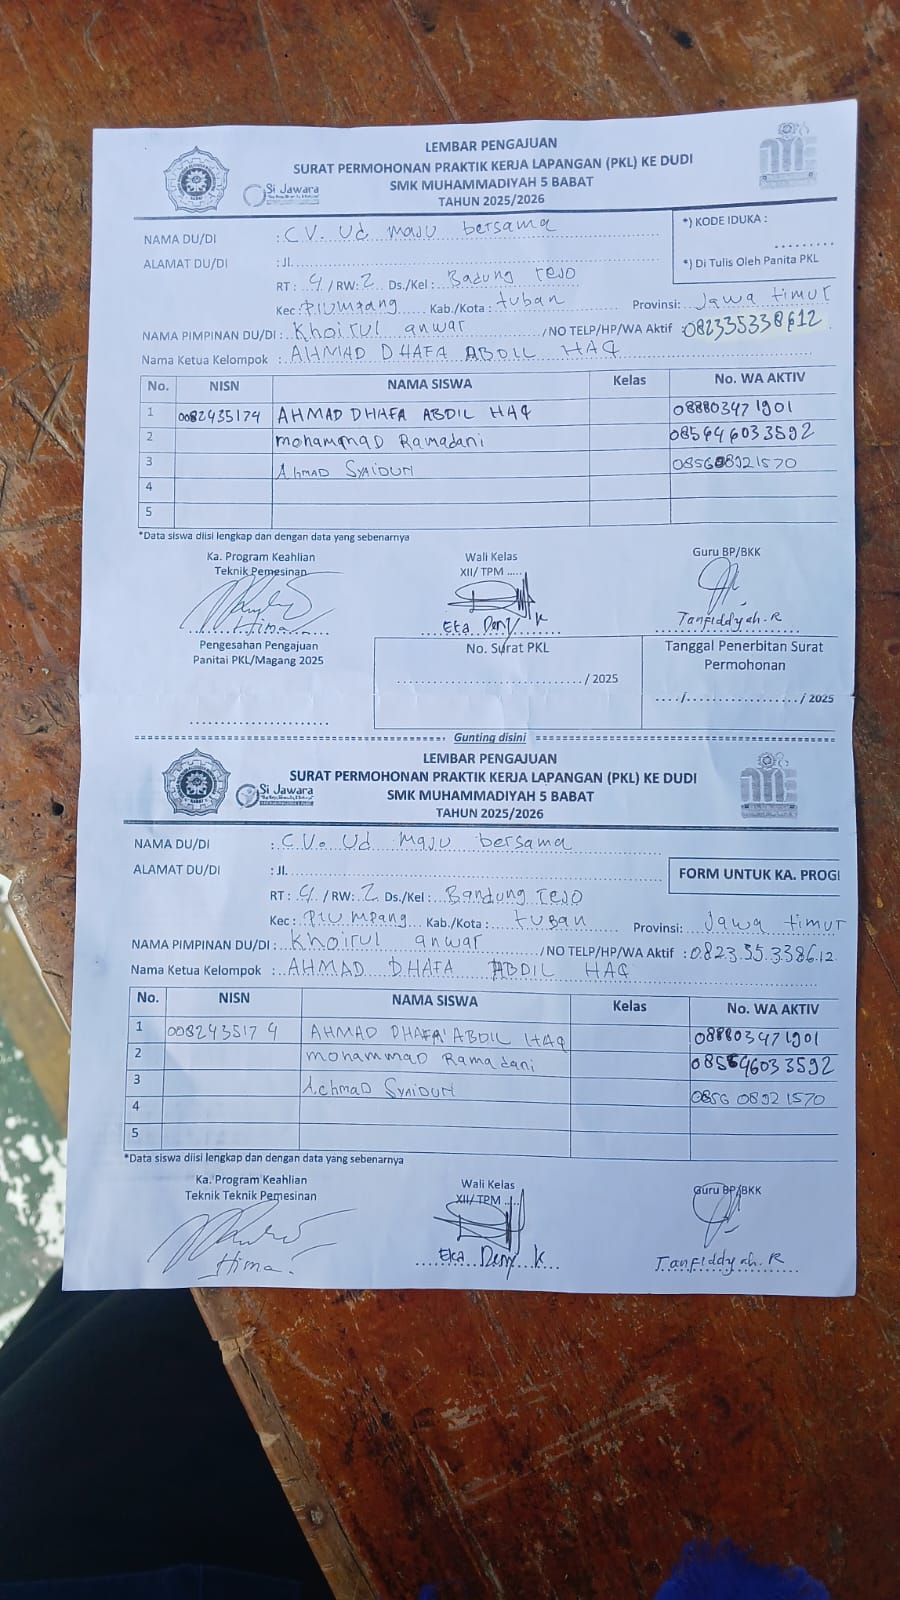 LEMBAR PENGAJUAN
SURAT PERMOHONAN PRAKTIK KERJA LAPANGAN (PKL) KE DUDI
SMK MUHAMMADIYAH 5 BABAT
TAHUN 2025/2026
Si Jawara
NAMA DU/DI : C.V. Ud maju bersama
*) KODE IDUKA :
ALAMAT DU/DI : Jl.
*) Di Tulis Oleh Panita PKL
RT : 4 / RW: 2 Ds./Kel : Badung rejo
Kec : Plumpang Kab./Kota : tuban Provinsi: Jawa timur
NAMA PIMPINAN DU/DI : Khoirul anwar /NO TELP/HP/WA Aktif : 082335338612
Nama Ketua Kelompok : AHMAD DHAFA ABDIL HAQ
No. NISN NAMA SISWA Kelas No. WA AKTIV
1 0082435174 AHMAD DHAFA ABDIL HAQ 088803471901
2 mohammad Ramadani 085646033592
3 Ahmad SYAIDUN 085608921570
4
5
*Data siswa diisi lengkap dan dengan data yang sebenarnya
Ka. Program Keahlian Wali Kelas Guru BP/BKK
Teknik Pemesinan XII/ TPM .....
Hima Eka Deny K Tanfiddyah.R
Pengesahan Pengajuan No. Surat PKL Tanggal Penerbitan Surat
Panitai PKL/Magang 2025 Permohonan
/ 2025 ..../..................../ 2025
Gunting disini
LEMBAR PENGAJUAN
SURAT PERMOHONAN PRAKTIK KERJA LAPANGAN (PKL) KE DUDI
SMK MUHAMMADIYAH 5 BABAT
TAHUN 2025/2026
Si Jawara
NAMA DU/DI : C.V. Ud maju bersama
ALAMAT DU/DI : Jl.
FORM UNTUK KA. PROGI
RT : 4 / RW: 2 Ds./Kel : Bandung rejo
Kec : Plumpang Kab./Kota : tuban Provinsi: Jawa timur
NAMA PIMPINAN DU/DI : Khoirul anwar /NO TELP/HP/WA Aktif : 0823353386.12
Nama Ketua Kelompok : AHMAD DHAFA ABDIL HAQ
No. NISN NAMA SISWA Kelas No. WA AKTIV
1 0082435174 AHMAD DHAFA ABDIL HAQ 088803471901
2 mohammad Ramadani 085646033592
3 Achmad SYAIDUN 0856 0892 1570
4
5
*Data siswa diisi lengkap dan dengan data yang sebenarnya
Ka. Program Keahlian Wali Kelas Guru BP/BKK
Teknik Teknik Pemesinan XII/ TPM ....
Hima. Eka Deny K Tanfiddyah.R